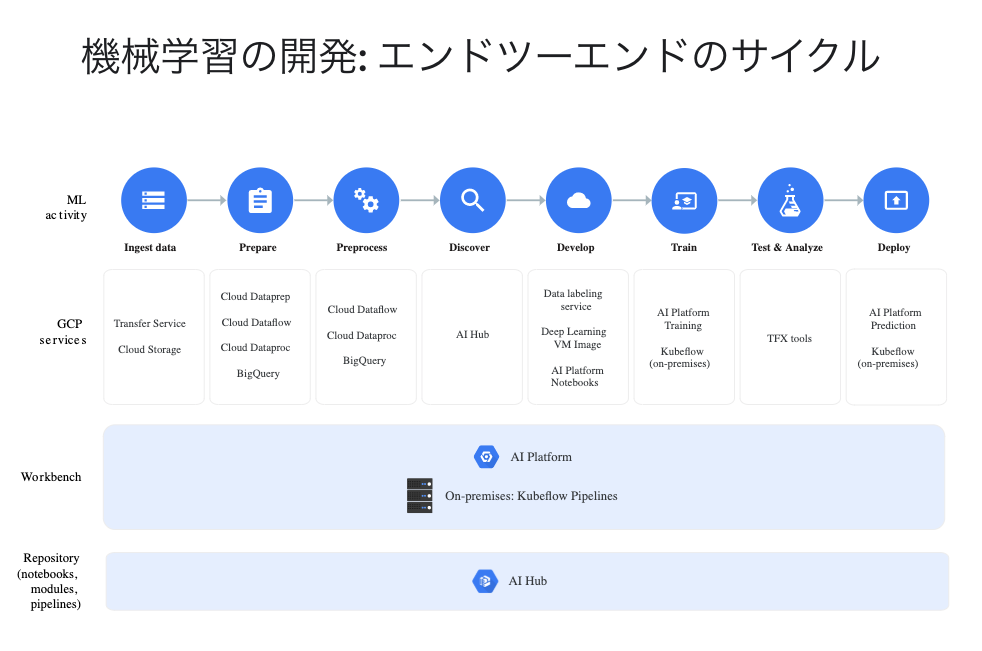 機械学習の開発: エンドツーエンドのサイクル
ML
activity
Ingest data
Prepare
Preprocess
Discover
Develop
Train
Test & Analyze
Deploy
GCP
services
Transfer Service
Cloud Storage
Cloud Dataprep
Cloud Dataflow
Cloud Dataproc
BigQuery
Cloud Dataflow
Cloud Dataproc
BigQuery
AI Hub
Data labeling
service
Deep Learning
VM Image
AI Platform
Notebooks
AI Platform
Training
Kubeflow
(on-premises)
TFX tools
AI Platform
Prediction
Kubeflow
(on-premises)
Workbench
AI Platform
On-premises: Kubeflow Pipelines
Repository
(notebooks,
modules,
pipelines)
AI Hub